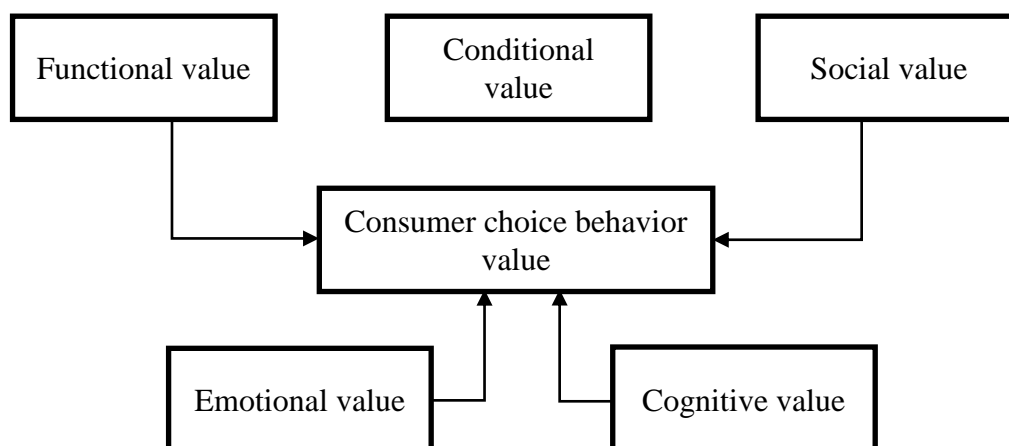 Functional value
Conditional
value
Social value
Consumer choice behavior
value
Emotional value
Cognitive value